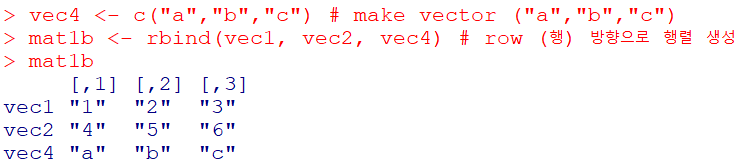 > vec4 <- c("a","b","c") # make vector ("a","b","c")
> mat1b <- rbind(vec1, vec2, vec4) # row (행) 방향으로 행렬 생성
> mat1b
     [,1] [,2] [,3]
vec1 "1"  "2"  "3"
vec2 "4"  "5"  "6"
vec4 "a"  "b"  "c"